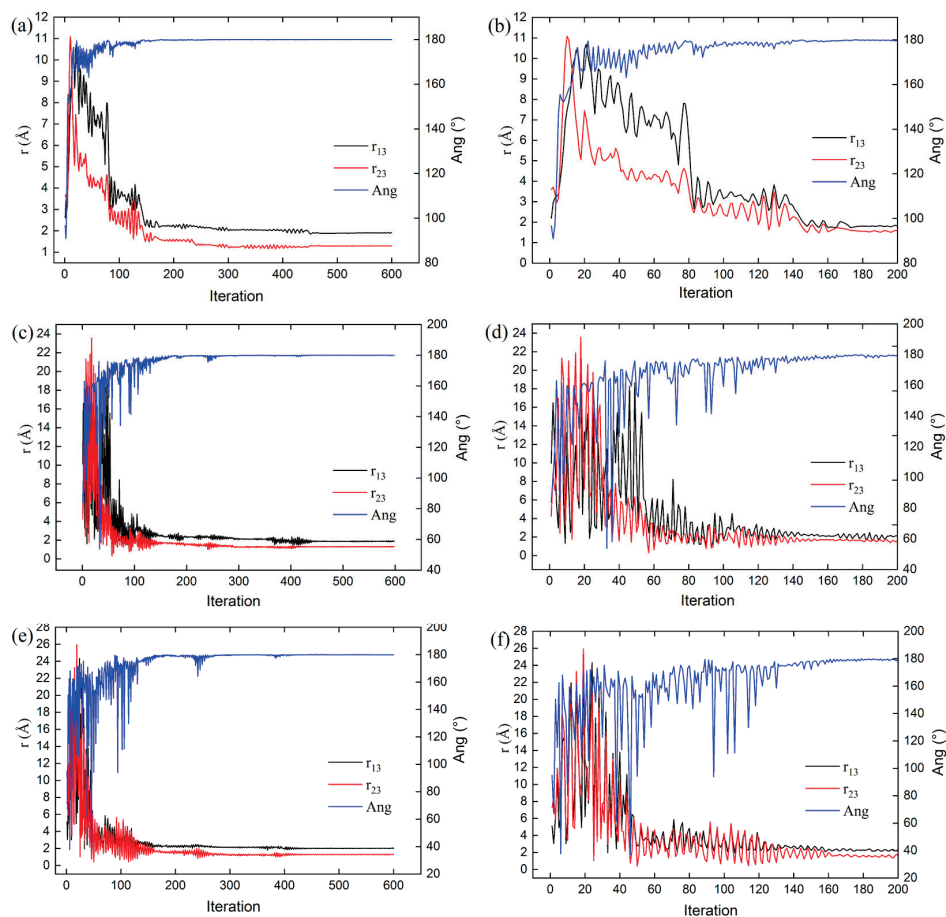 (a)
12
11
10
9
8
7
6
5
4
3
2
1
r (Å)
180
160
140
120
100
80
Ang (°)
r13
r23
Ang
0 100 200 300 400 500 600
Iteration
(b)
12
11
10
9
8
7
6
5
4
3
2
1
0
r (Å)
180
160
140
120
100
80
Ang (°)
r13
r23
Ang
0 20 40 60 80 100 120 140 160 180 200
Iteration
(c)
24
22
20
18
16
14
12
10
8
6
4
2
0
r (Å)
200
180
160
140
120
100
80
60
40
Ang (°)
r13
r23
Ang
0 100 200 300 400 500 600
Iteration
(d)
24
22
20
18
16
14
12
10
8
6
4
2
0
r (Å)
200
180
160
140
120
100
80
60
40
Ang (°)
r13
r23
Ang
0 20 40 60 80 100 120 140 160 180 200
Iteration
(e)
28
26
24
22
20
18
16
14
12
10
8
6
4
2
0
r (Å)
200
180
160
140
120
100
80
60
40
20
Ang (°)
r13
r23
Ang
0 100 200 300 400 500 600
Iteration
(f)
28
26
24
22
20
18
16
14
12
10
8
6
4
2
0
r (Å)
200
180
160
140
120
100
80
60
40
20
Ang (°)
r13
r23
Ang
0 20 40 60 80 100 120 140 160 180 200
Iteration